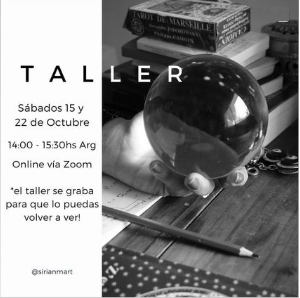 TAROT DE MARSEILLE
TALLER
Sábados 15 y
22 de Octubre
14:00 - 15:30hs Arg
Online vía Zoom
*el taller se graba
para que lo puedas
volver a ver!
@sirianmart